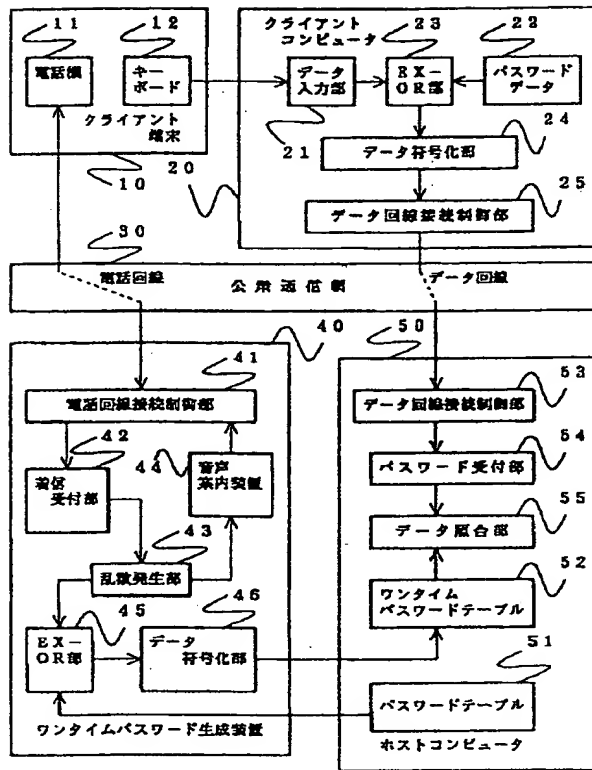 11
12
電話機
キー
ボード
クライアント
端末
10
クライアント
コンピュータ
23
22
データ
入力部
EX-
OR部
パスワード
データ
21
24
データ符号化部
20
25
データ回線接続制御部
30
電話回線
公衆通信網
データ回線
40
50
41
電話回線接続制御部
42
着信
受付部
44
音声
案内装置
43
乱数発生部
45
46
EX-
OR部
データ
符号化部
ワンタイムパスワード生成装置
53
データ回線接続制御部
54
パスワード受付部
55
データ照合部
52
ワンタイム
パスワードテーブル
51
パスワードテーブル
ホストコンピュータ